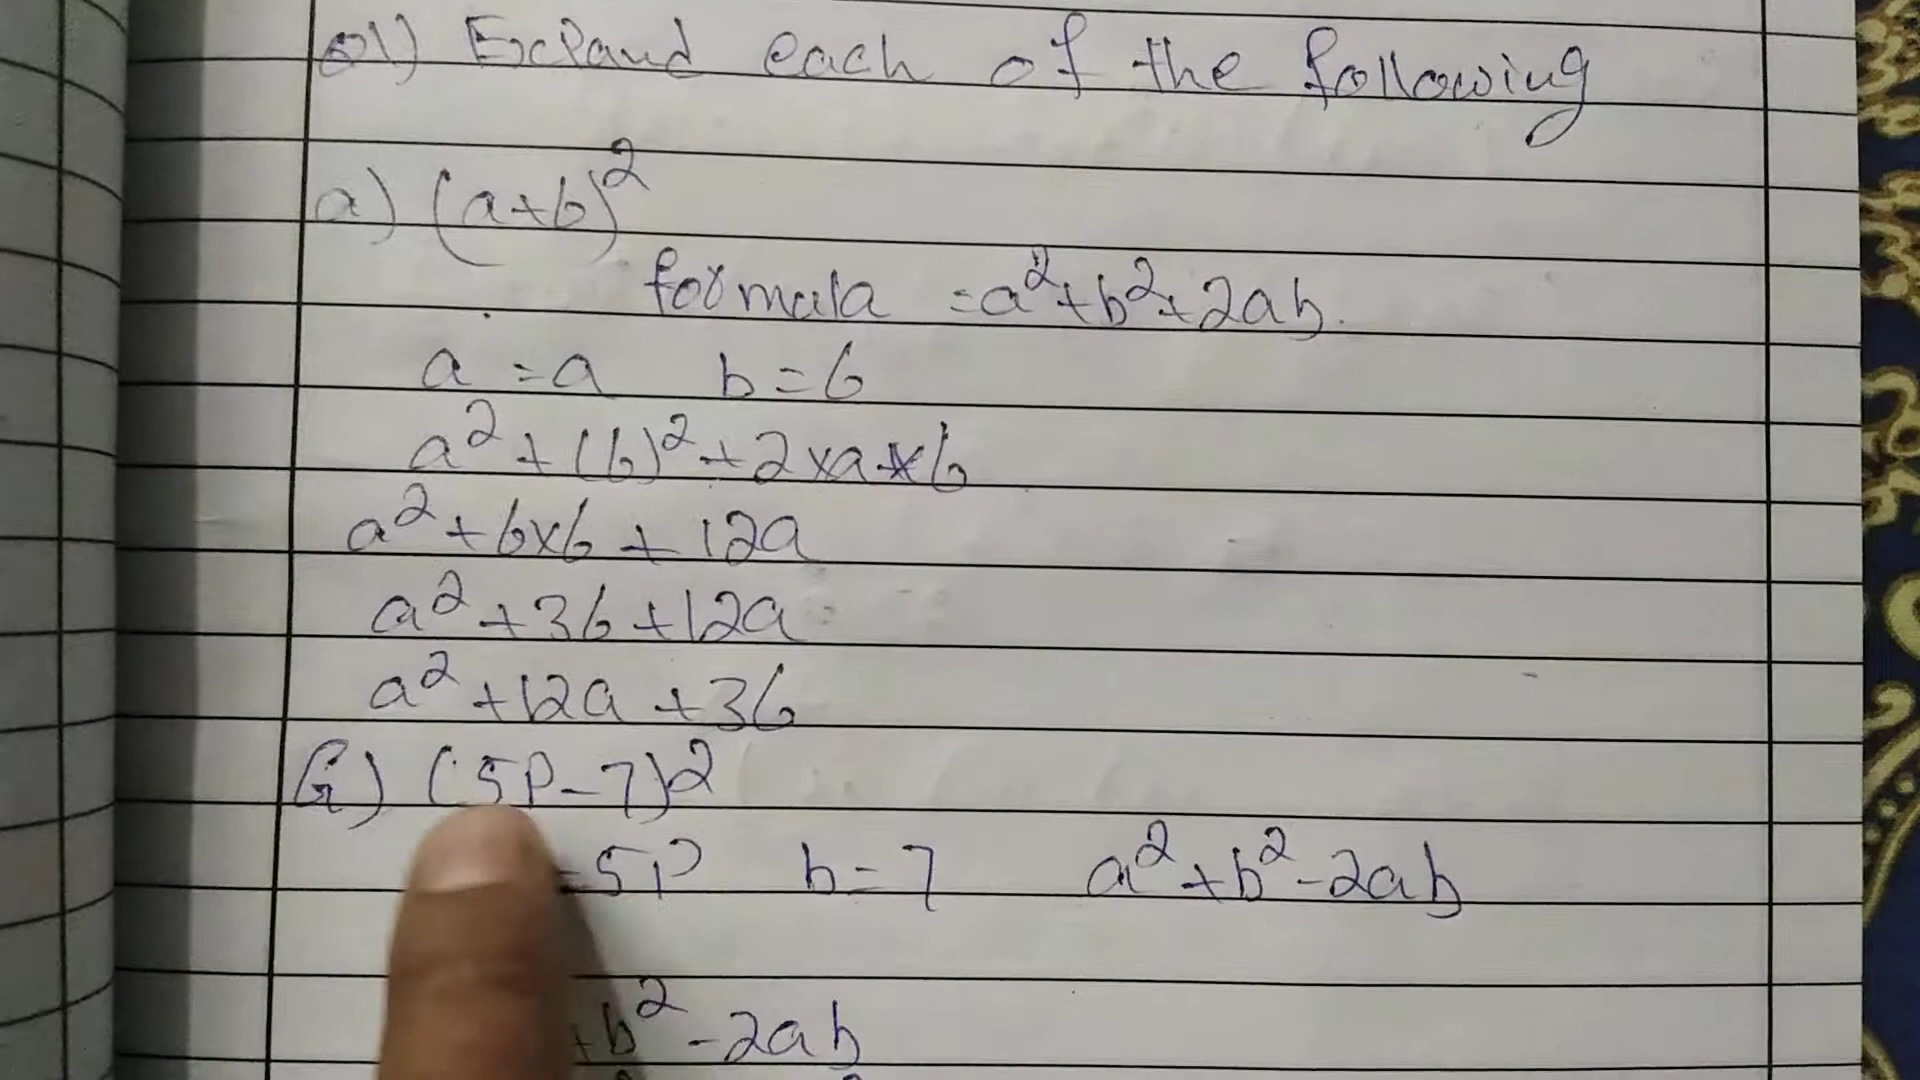 Q1) Expand each of the following
a) (a+6)²
formula = a²+b²+2ab.
a = a b = 6
a² + (6)² + 2×a×6
a² + 6×6 + 12a
a² + 36 + 12a
a² + 12a + 36
(5P-7)2
=5P b=7 a²+b²-2ab
+b²-2ab